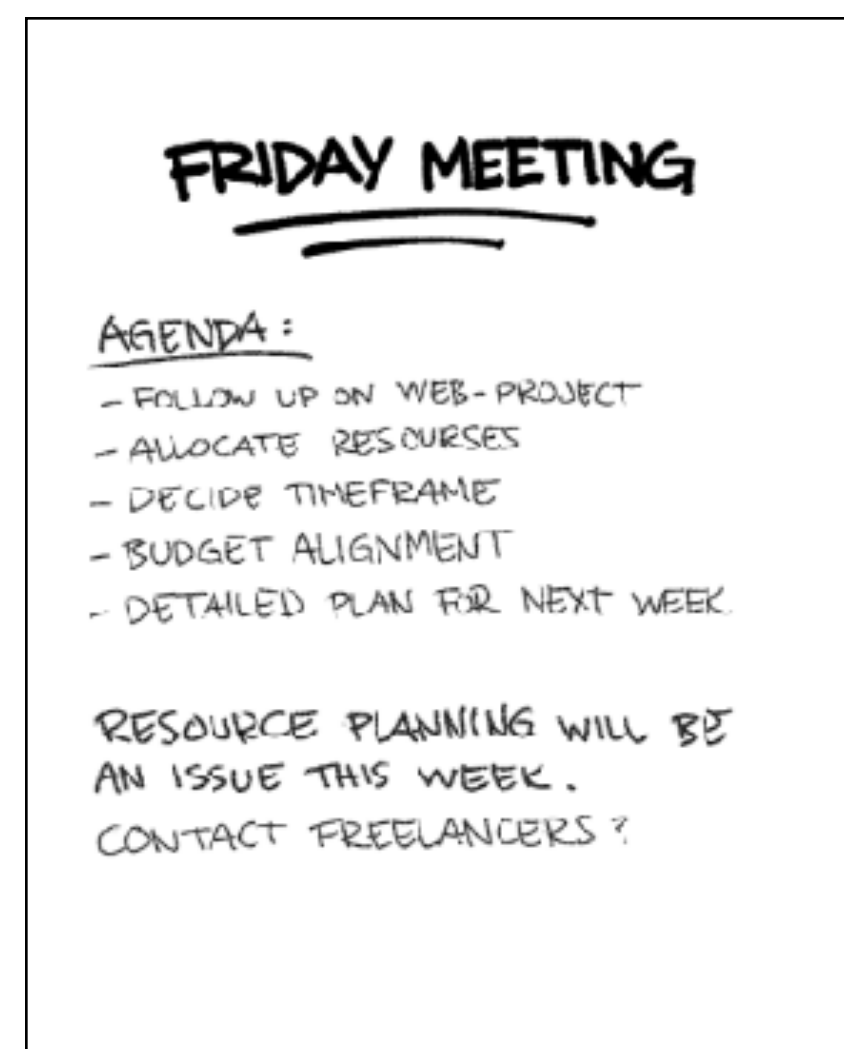 FRIDAY MEETING
AGENDA:
- FOLLOW UP ON WEB-PROJECT
- ALLOCATE RESOURSES
- DECIDE TIMEFRAME
- BUDGET ALIGNMENT
- DETAILED PLAN FOR NEXT WEEK.
RESOURCE PLANNING WILL BE
AN ISSUE THIS WEEK.
CONTACT FREELANCERS?